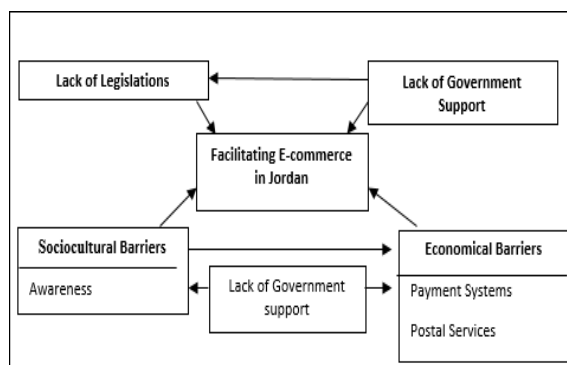 Lack of Legislations
Lack of Government
Support
Facilitating E-commerce
in Jordan
Sociocultural Barriers
Awareness
Lack of Government
support
Economical Barriers
Payment Systems
Postal Services